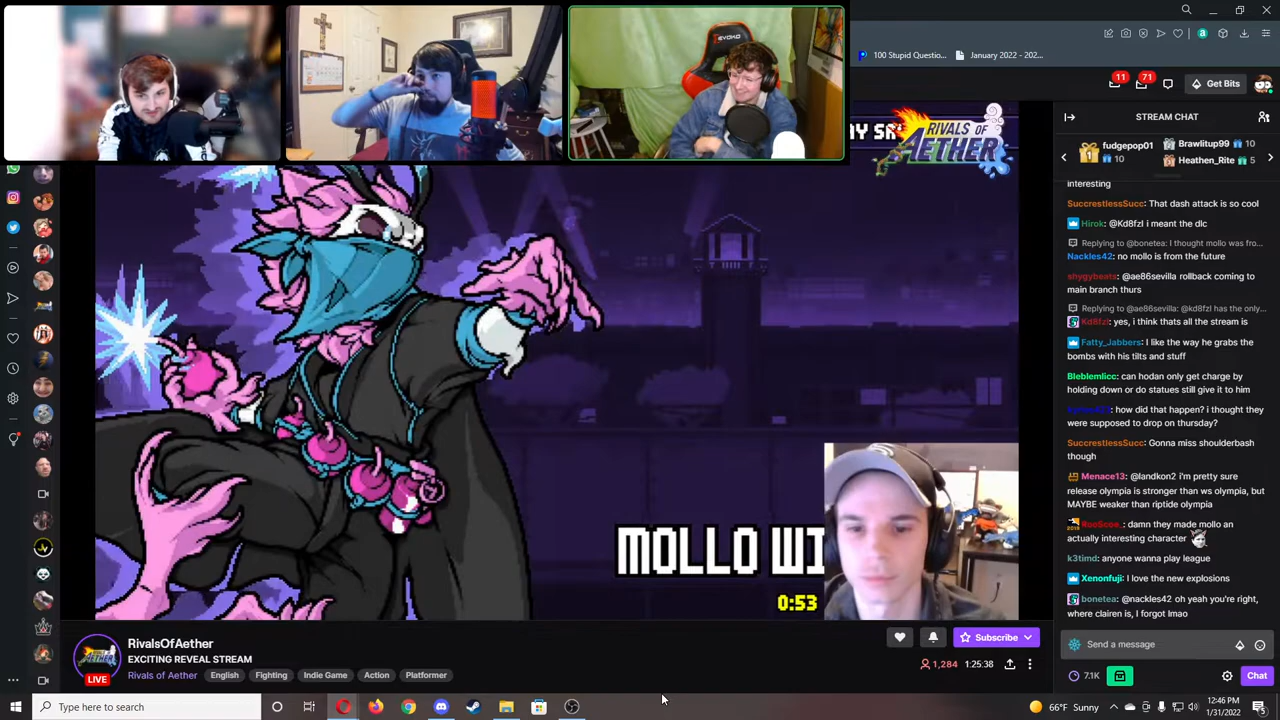 100 Stupid Questio...
January 2022 - 202...
11
71
Get Bits
RIVALS OF
AETHER
STREAM CHAT
fudgepop01
10
Brawlitup99 10
Heathen_Rite 5
interesting
SuccrestlessSucc: That dash attack is so cool
Hirok: @Kd8fzl i meant the dlc
Replying to @bonetea: I thought mollo was fro...
Nackles42: no mollo is from the future
shygybeats: @ae86sevilla rollback coming to
main branch thurs
Replying to @ae86sevilla: @kd8fzl has the only...
Kd8fzl: yes, i think thats all the stream is
Fatty_Jabbers: I like the way he grabs the
bombs with his tilts and stuff
Bleblemlicc: can hodan only get charge by
holding down or do statues still give it to him
how did that happen? i thought they
were supposed to drop on thursday?
SuccrestlessSucc: Gonna miss shoulderbash
though
Menace13: @landkon2 i'm pretty sure
release olympia is stronger than ws olympia, but
MAYBE weaker than riptide olympia
RooScoe_: damn they made mollo an
actually interesting character
k3timd: anyone wanna play league
Xenonfuji: I love the new explosions
bonetea: @nackles42 oh yeah you're right,
where clairen is, I forgot lmao
MOLLO WI
0:53
RivalsOfAether
EXCITING REVEAL STREAM
Rivals of Aether
English
Fighting
Indie Game
Action
Platformer
LIVE
Subscribe
1,284
1:25:38
Send a message
7.1K
Chat
Type here to search
66°F Sunny
12:46 PM
1/31/2022